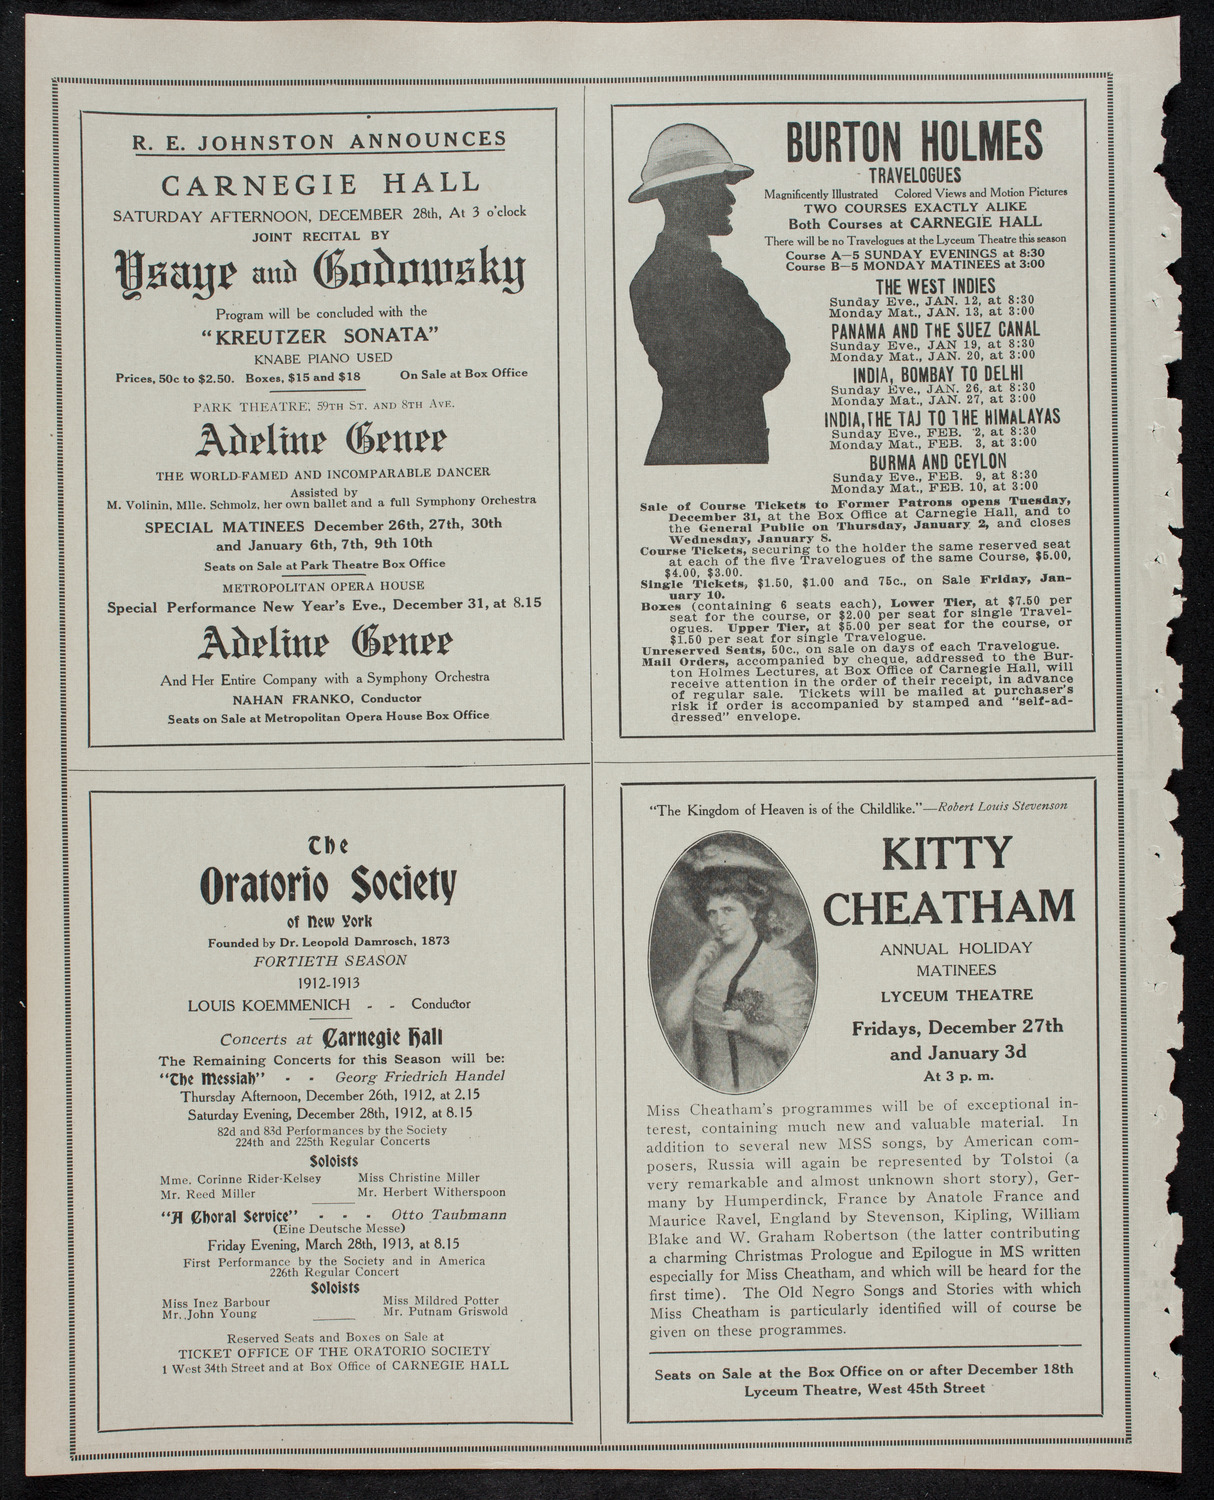 R. E. JOHNSTON ANNOUNCES
CARNEGIE HALL
SATURDAY AFTERNOON, DECEMBER 28th, At 3 o'clock
JOINT RECITAL BY
Ysaye and Godowsky
Program will be concluded with the
"KREUTZER SONATA"
KNABE PIANO USED
Prices, 50c to $2.50. Boxes, $15 and $18 On Sale at Box Office
PARK THEATRE, 59TH ST. AND 8TH AVE.
Adeline Genee
THE WORLD-FAMED AND INCOMPARABLE DANCER
Assisted by
M. Volinin, Mlle. Schmolz, her own ballet and a full Symphony Orchestra
SPECIAL MATINEES December 26th, 27th, 30th
and January 6th, 7th, 9th 10th
Seats on Sale at Park Theatre Box Office
METROPOLITAN OPERA HOUSE
Special Performance New Year's Eve., December 31, at 8.15
Adeline Genee
And Her Entire Company with a Symphony Orchestra
NAHAN FRANKO, Conductor
Seats on Sale at Metropolitan Opera House Box Office
BURTON HOLMES
TRAVELOGUES
Magnificently Illustrated Colored Views and Motion Pictures
TWO COURSES EXACTLY ALIKE
Both Courses at CARNEGIE HALL
There will be no Travelogues at the Lyceum Theatre this season
Course A—5 SUNDAY EVENINGS at 8:30
Course B—5 MONDAY MATINEES at 3:00
THE WEST INDIES
Sunday Eve., JAN. 12, at 8:30
Monday Mat., JAN. 13, at 3:00
PANAMA AND THE SUEZ CANAL
Sunday Eve., JAN 19, at 8:30
Monday Mat., JAN. 20, at 3:00
INDIA, BOMBAY TO DELHI
Sunday Eve., JAN. 26, at 8:30
Monday Mat., JAN. 27, at 3:00
INDIA, THE TAJ TO THE HIMALAYAS
Sunday Eve., FEB. 2, at 8:30
Monday Mat., FEB. 3, at 3:00
BURMA AND CEYLON
Sunday Eve., FEB. 9, at 8:30
Monday Mat., FEB. 10, at 3:00
Sale of Course Tickets to Former Patrons opens Tuesday,
December 31, at the Box Office at Carnegie Hall, and to
the General Public on Thursday, January 2, and closes
Wednesday, January 8.
Course Tickets, securing to the holder the same reserved seat
at each of the five Travelogues of the same Course, $5.00,
$4.00, $3.00.
Single Tickets, $1.50, $1.00 and 75c., on Sale Friday, Jan-
uary 10.
Boxes (containing 6 seats each), Lower Tier, at $7.50 per
seat for the course, or $2.00 per seat for single Travel-
ogues. Upper Tier, at $5.00 per seat for the course, or
$1.50 per seat for single Travelogue.
Unreserved Seats, 50c., on sale on days of each Travelogue.
Mail Orders, accompanied by cheque, addressed to the Bur-
ton Holmes Lectures, at Box Office of Carnegie Hall, will
receive attention in the order of their receipt, in advance
of regular sale. Tickets will be mailed at purchaser's
risk if order is accompanied by stamped and "self-ad-
dressed" envelope.
The
Oratorio Society
of New York
Founded by Dr. Leopold Damrosch, 1873
FORTIETH SEASON
1912-1913
LOUIS KOEMMENICH - - Conductor
Concerts at Carnegie Hall
The Remaining Concerts for this Season will be:
"The Messiah" - - Georg Friedrich Handel
Thursday Afternoon, December 26th, 1912, at 2.15
Saturday Evening, December 28th, 1912, at 8.15
82d and 83d Performances by the Society
224th and 225th Regular Concerts
Soloists
Mme. Corinne Rider-Kelsey Miss Christine Miller
Mr. Reed Miller Mr. Herbert Witherspoon
"A Choral Service" - - - Otto Taubmann
(Eine Deutsche Messe)
Friday Evening, March 28th, 1913, at 8.15
First Performance by the Society and in America
226th Regular Concert
Soloists
Miss Inez Barbour Miss Mildred Potter
Mr. John Young Mr. Putnam Griswold
Reserved Seats and Boxes on Sale at
TICKET OFFICE OF THE ORATORIO SOCIETY
1 West 34th Street and at Box Office of CARNEGIE HALL
"The Kingdom of Heaven is of the Childlike."—Robert Louis Stevenson
KITTY
CHEATHAM
ANNUAL HOLIDAY
MATINEES
LYCEUM THEATRE
Fridays, December 27th
and January 3d
At 3 p. m.
Miss Cheatham's programmes will be of exceptional in-
terest, containing much new and valuable material. In
addition to several new MSS songs, by American com-
posers, Russia will again be represented by Tolstoi (a
very remarkable and almost unknown short story), Ger-
many by Humperdinck, France by Anatole France and
Maurice Ravel, England by Stevenson, Kipling, William
Blake and W. Graham Robertson (the latter contributing
a charming Christmas Prologue and Epilogue in MS written
especially for Miss Cheatham, and which will be heard for the
first time). The Old Negro Songs and Stories with which
Miss Cheatham is particularly identified will of course be
given on these programmes.
Seats on Sale at the Box Office on or after December 18th
Lyceum Theatre, West 45th Street